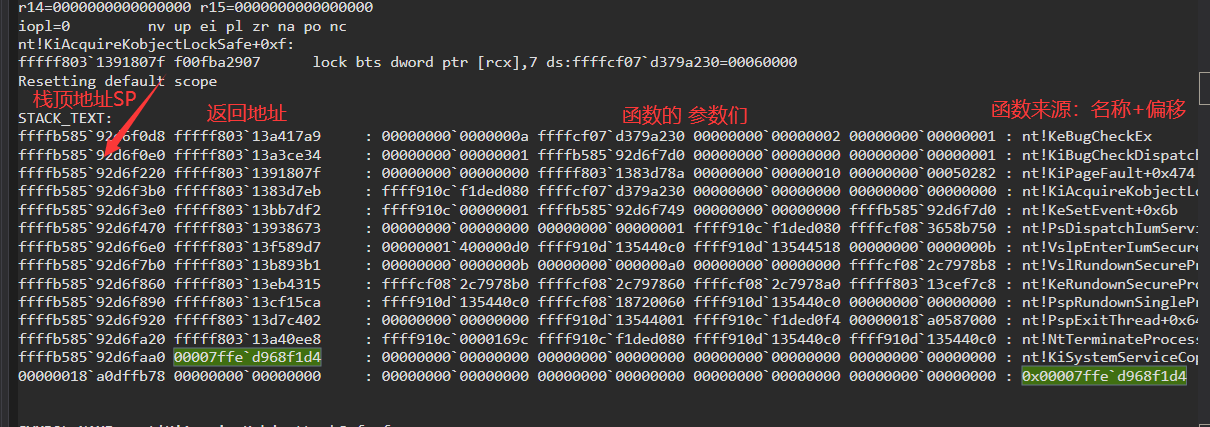 r14=0000000000000000 r15=0000000000000000
iopl=0         nv up ei pl zr na po nc
nt!KiAcquireKobjectLockSafe+0xf:
fffff803`1391807f f00fba2907      lock bts dword ptr [rcx],7 ds:ffffcf07`d379a230=00060000
Resetting default scope
栈顶地址SP 返回地址 函数的 参数们 函数来源：名称+偏移
STACK_TEXT:
ffffb585`92d6f0d8 fffff803`13a417a9     : 00000000`0000000a ffffcf07`d379a230 00000000`00000002 00000000`00000001 : nt!KeBugCheckEx
ffffb585`92d6f0e0 fffff803`13a3ce34     : 00000000`00000001 ffffb585`92d6f7d0 00000000`00000000 00000000`00000001 : nt!KiBugCheckDispatch
ffffb585`92d6f220 fffff803`1391807f     : 00000000`00000000 fffff803`1383d78a 00000000`00000010 00000000`00050282 : nt!KiPageFault+0x474
ffffb585`92d6f3b0 fffff803`1383d7eb     : ffff910c`f1ded080 ffffcf07`d379a230 00000000`00000000 00000000`00000000 : nt!KiAcquireKobjectLo
ffffb585`92d6f3e0 fffff803`13bb7df2     : ffff910c`00000001 ffffb585`92d6f749 00000000`00000000 ffffb585`92d6f7d0 : nt!KeSetEvent+0x6b
ffffb585`92d6f470 fffff803`13938673     : 00000000`00000000 00000000`00000001 ffff910c`f1ded080 ffffcf08`3658b750 : nt!PsDispatchIumServi
ffffb585`92d6f6e0 fffff803`13f589d7     : 00000001`400000d0 ffff910d`135440c0 ffff910d`13544518 00000000`0000000b : nt!VslpEnterIumSecure
ffffb585`92d6f7b0 fffff803`13b893b1     : 00000000`0000000b 00000000`000000a0 00000000`00000000 ffffcf08`2c7978b8 : nt!VslRundownSecurePr
ffffb585`92d6f860 fffff803`13eb4315     : ffffcf08`2c7978b0 ffffcf08`2c797860 ffffcf08`2c7978a0 fffff803`13cef7c8 : nt!KeRundownSecurePro
ffffb585`92d6f890 fffff803`13cf15ca     : ffff910d`135440c0 ffffcf08`18720060 ffff910d`135440c0 00000000`00000000 : nt!PspRundownSinglePr
ffffb585`92d6f920 fffff803`13d7c402     : 00000000`00000000 ffff910d`13544001 ffff910c`f1ded0f4 00000018`a0587000 : nt!PspExitThread+0x64
ffffb585`92d6fa20 fffff803`13a40ee8     : ffff910c`0000169c ffff910c`f1ded080 ffff910d`135440c0 00000000`00000000 : nt!NtTerminateProcess
ffffb585`92d6faa0 00007ffe`d968f1d4     : 00000000`00000000 00000000`00000000 00000000`00000000 00000000`00000000 : nt!KiSystemServiceCop
00000018`a0dffb78 00000000`00000000     : 00000000`00000000 00000000`00000000 00000000`00000000 00000000`00000000 : 0x00007ffe`d968f1d4